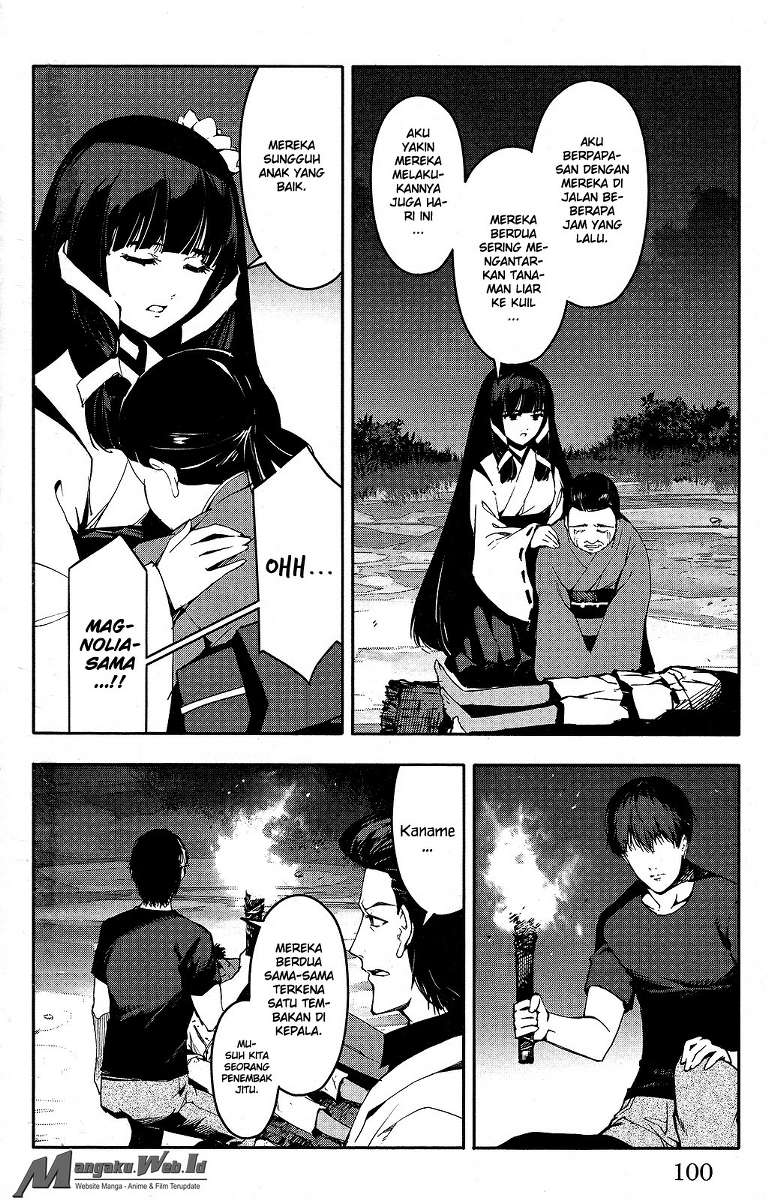 AKU
BERPAPA-
SAN DENGAN
MEREKA DI
JALAN BE-
BERAPA
JAM YANG
LALU.
MEREKA
BERDUA
SERING ME-
NGANTAR-
KAN TANA-
MAN LIAR
KE KUIL
...
AKU
YAKIN
MEREKA
MELAKU-
KANNYA
JUGA HA-
RI INI
...
MEREKA
SUNGGUH
ANAK YANG
BAIK.
OHH...
MAG-
NOLIA-
SAMA
...!!
Kaname
...
MEREKA
BERDUA
SAMA-SAMA
TERKENA
SATU TEM-
BAKAN DI
KEPALA.
MU-
SUH KITA
SEORANG
PENEMBAK
JITU.
Mangaku.Web.Id
Website Manga - Anime & Film Terupdate
100